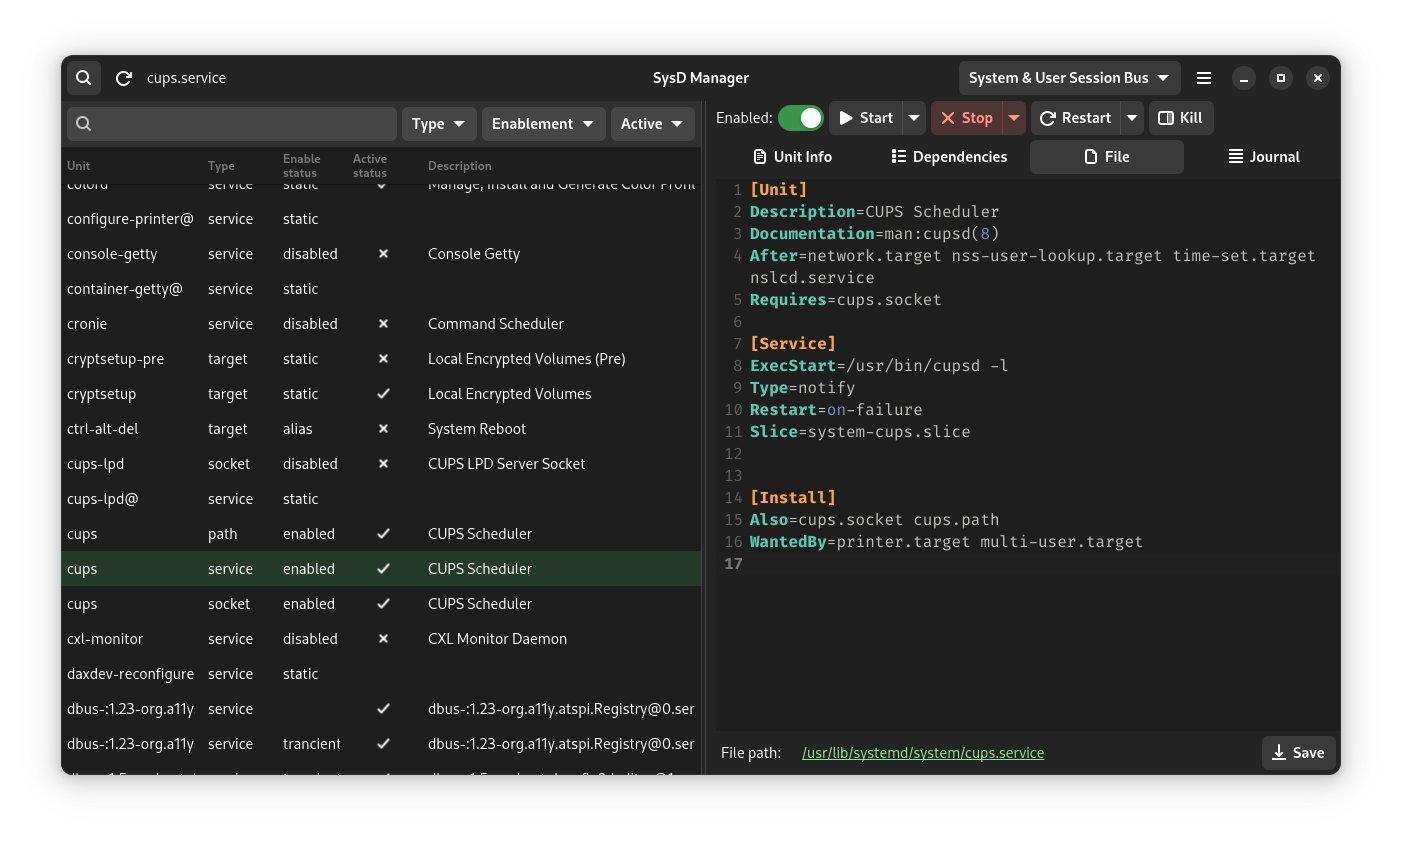 cups.service
SysD Manager
System & User Session Bus
Type
Enablement
Active
Enabled:
Start
Stop
Restart
Kill
Unit Info
Dependencies
File
Journal
Unit Type Enable status Active status Description
colord service static Manage, Install and Generate Color Profil
configure-printer@ service static
console-getty service disabled Console Getty
container-getty@ service static
cronie service disabled Command Scheduler
cryptsetup-pre target static Local Encrypted Volumes (Pre)
cryptsetup target static Local Encrypted Volumes
ctrl-alt-del target alias System Reboot
cups-lpd socket disabled CUPS LPD Server Socket
cups-lpd@ service static
cups path enabled CUPS Scheduler
cups service enabled CUPS Scheduler
cups socket enabled CUPS Scheduler
cxl-monitor service disabled CXL Monitor Daemon
daxdev-reconfigure service static
dbus-:1.23-org.a11y service dbus-:1.23-org.a11y.atspi.Registry@0.ser
dbus-:1.23-org.a11y service trancient dbus-:1.23-org.a11y.atspi.Registry@0.ser
1 [Unit]
2 Description=CUPS Scheduler
3 Documentation=man:cupsd(8)
4 After=network.target nss-user-lookup.target time-set.target
nslcd.service
5 Requires=cups.socket
6
7 [Service]
8 ExecStart=/usr/bin/cupsd -l
9 Type=notify
10 Restart=on-failure
11 Slice=system-cups.slice
12
13
14 [Install]
15 Also=cups.socket cups.path
16 WantedBy=printer.target multi-user.target
17
File path: /usr/lib/systemd/system/cups.service
Save